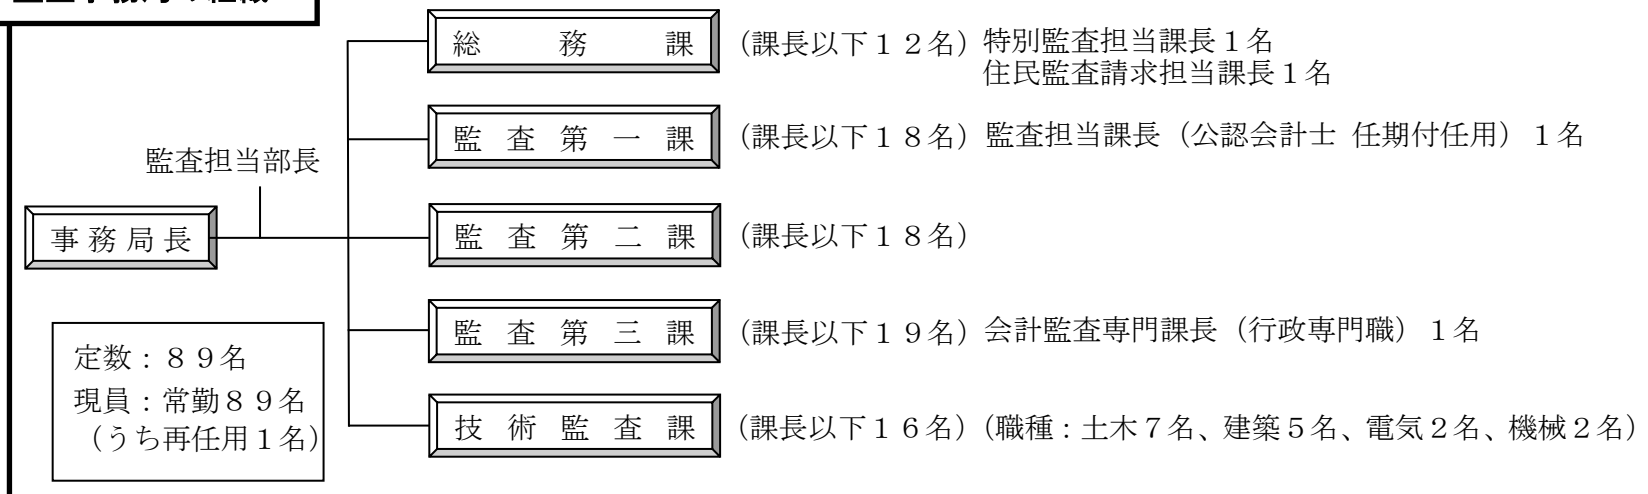 総務課 (課長以下12名) 特別監査担当課長1名
住民監査請求担当課長1名
監査第一課 (課長以下18名) 監査担当課長(公認会計士 任期付任用)1名
監査担当部長
事務局長
監査第二課 (課長以下18名)
監査第三課 (課長以下19名) 会計監査専門課長(行政専門職)1名
定数:89名
現員:常勤89名
(うち再任用1名)
技術監査課 (課長以下16名)(職種:土木7名、建築5名、電気2名、機械2名)